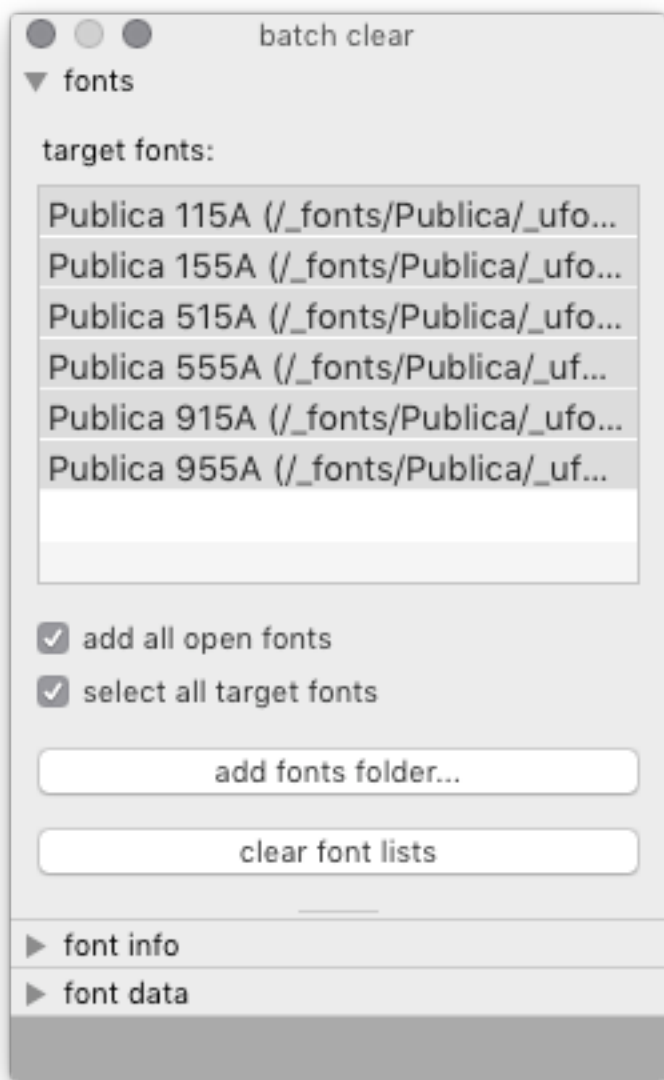 batch clear
fonts
target fonts:
Publica 115A (/_fonts/Publica/_ufo...
Publica 155A (/_fonts/Publica/_ufo...
Publica 515A (/_fonts/Publica/_ufo...
Publica 555A (/_fonts/Publica/_uf...
Publica 915A (/_fonts/Publica/_ufo...
Publica 955A (/_fonts/Publica/_uf...
add all open fonts
select all target fonts
add fonts folder...
clear font lists
font info
font data